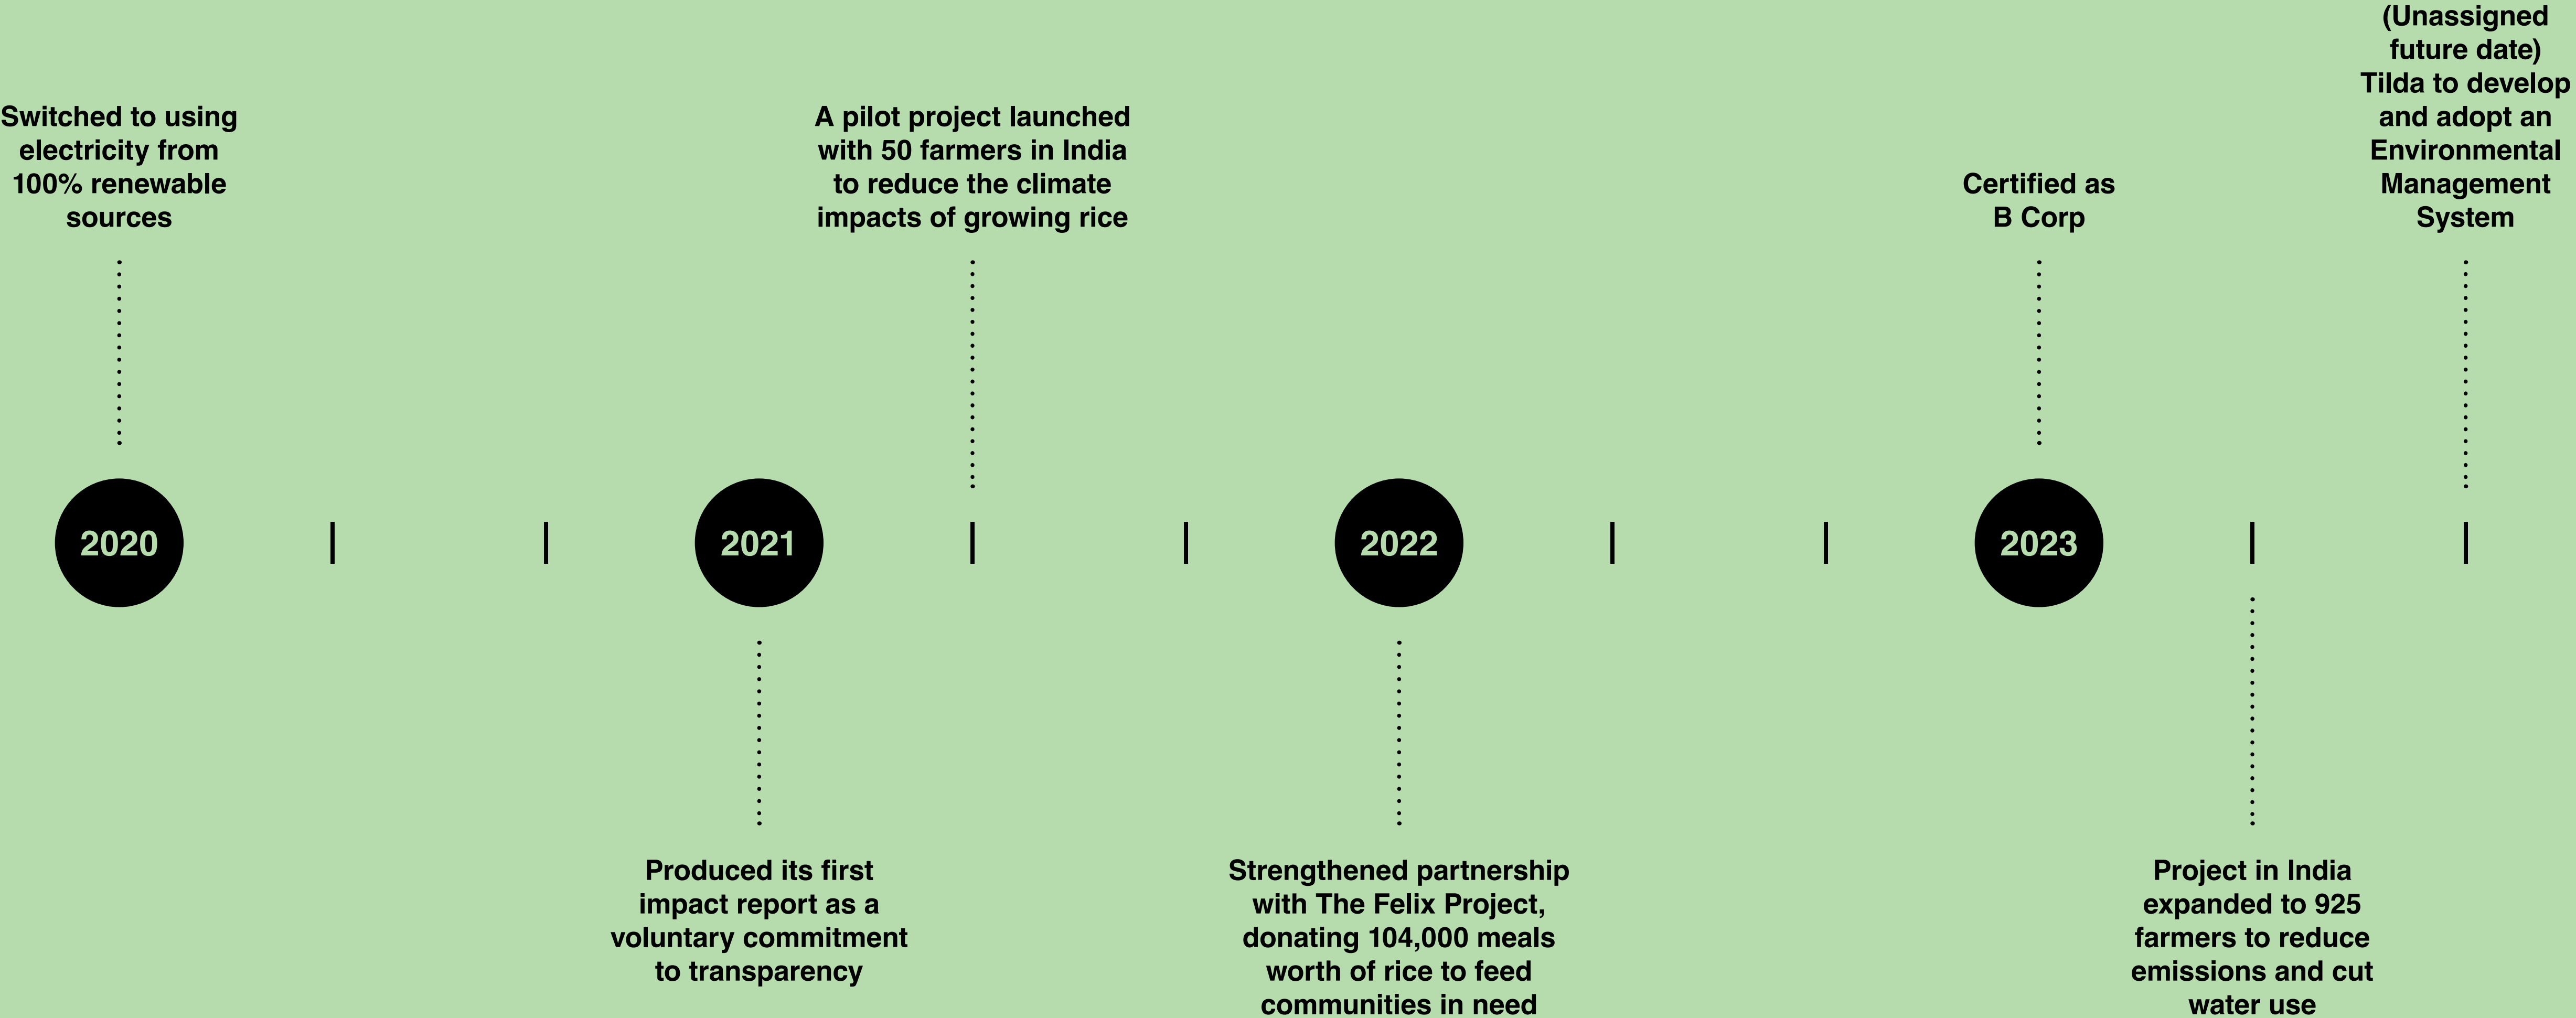 Switched to using
electricity from
100% renewable
sources
A pilot project launched
with 50 farmers in India
to reduce the climate
impacts of growing rice
Certified as
B Corp
(Unassigned
future date)
Tilda to develop
and adopt an
Environmental
Management
System
2020
2021
2022
2023
Produced its first
impact report as a
voluntary commitment
to transparency
Strengthened partnership
with The Felix Project,
donating 104,000 meals
worth of rice to feed
communities in need
Project in India
expanded to 925
farmers to reduce
emissions and cut
water use